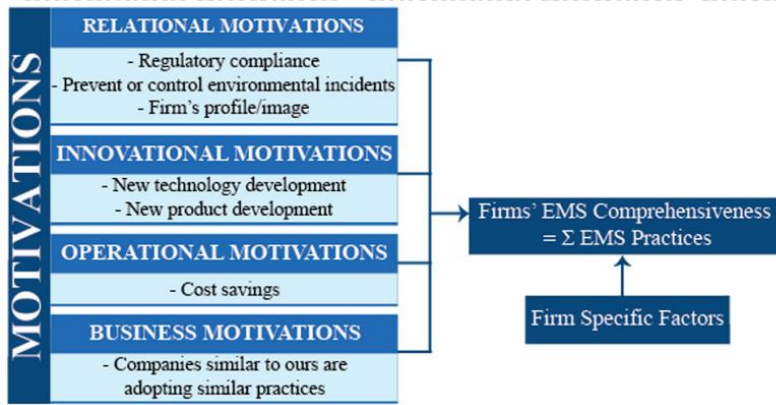 MOTIVATIONS
RELATIONAL MOTIVATIONS
- Regulatory compliance
- Prevent or control environmental incidents
- Firm's profile/image
INNOVATIONAL MOTIVATIONS
- New technology development
- New product development
OPERATIONAL MOTIVATIONS
- Cost savings
BUSINESS MOTIVATIONS
- Companies similar to ours are
adopting similar practices
Firms' EMS Comprehensiveness
= Σ EMS Practices
Firm Specific Factors